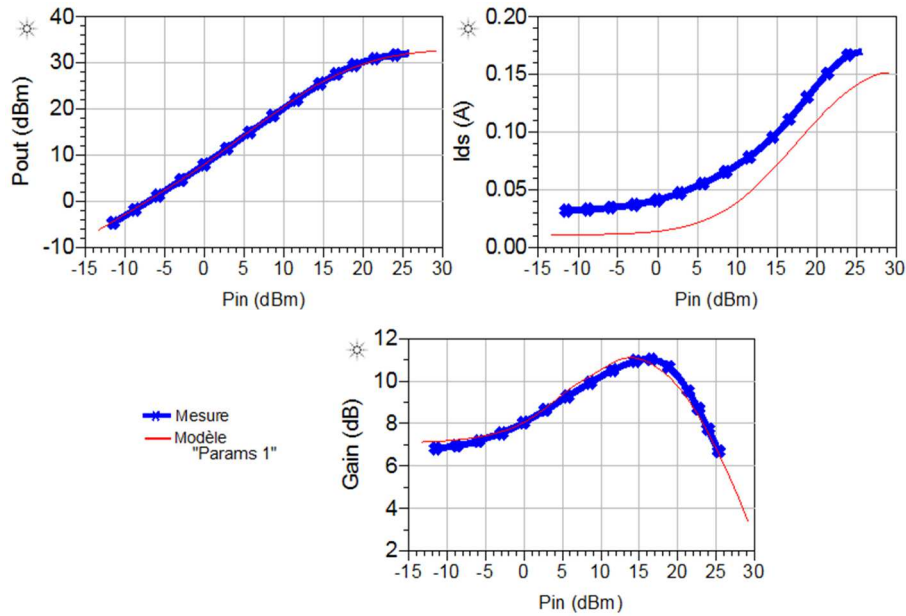 40
30
20
10
0
-10
Pout (dBm)
-15 -10 -5 0 5 10 15 20 25 30
Pin (dBm)
0.20
0.15
0.10
0.05
0.00
Ids (A)
-15 -10 -5 0 5 10 15 20 25 30
Pin (dBm)
Mesure
Modèle
"Params 1"
12
10
8
6
4
2
Gain (dB)
-15 -10 -5 0 5 10 15 20 25 30
Pin (dBm)